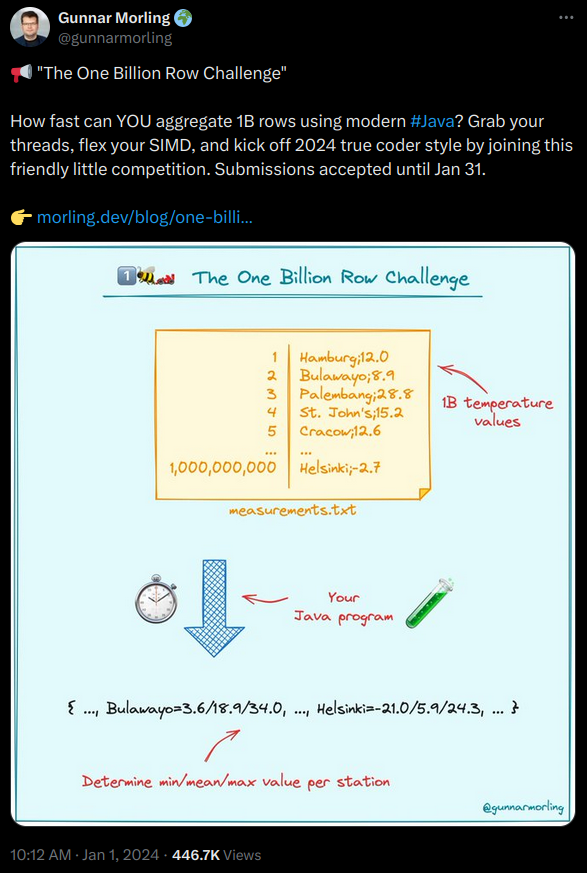 Gunnar Morling
@gunnarmorling
"The One Billion Row Challenge"
How fast can YOU aggregate 1B rows using modern #Java? Grab your
threads, flex your SIMD, and kick off 2024 true coder style by joining this
friendly little competition. Submissions accepted until Jan 31.
morling.dev/blog/one-billi…
1 The One Billion Row Challenge
1 Hamburg;12.0
2 Bulawayo;8.9
3 Palembang;28.8
4 St. John's;15.2
5 Cracow;12.6
... ...
1,000,000,000 Helsinki;-2.7
1B temperature
values
measurements.txt
Your
Java program
{ ..., Bulawayo=3.6/18.9/34.0, ..., Helsinki=-21.0/5.9/24.3, ... }
Determine min/mean/max value per station
@gunnarmorling
10:12 AM · Jan 1, 2024 · 446.7K Views